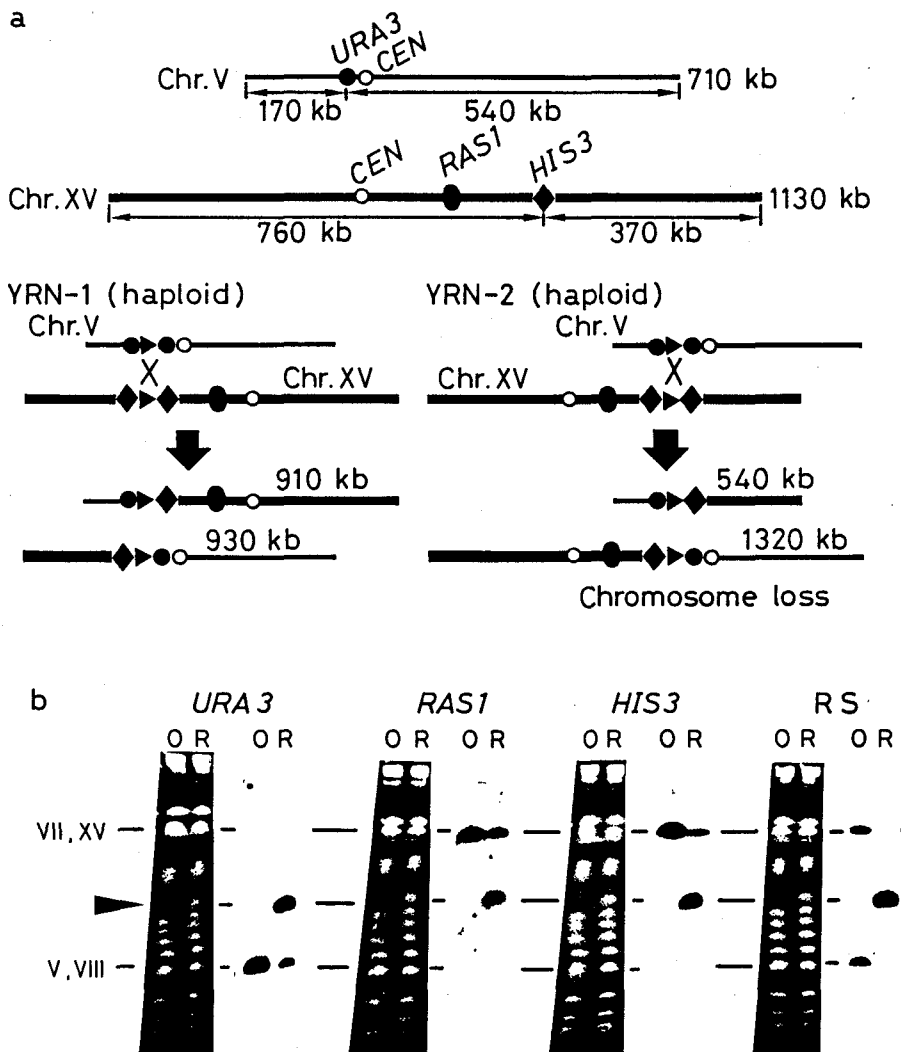 a
URA3
CEN
Chr. V
710 kb
170 kb
540 kb
CEN
RAS1
HIS3
Chr. XV
1130 kb
760 kb
370 kb
YRN-1 (haploid)
Chr. V
Chr. XV
910 kb
930 kb
YRN-2 (haploid)
Chr. V
Chr. XV
540 kb
1320 kb
Chromosome loss
b
URA3
RAS1
HIS3
RS
O R O R
O R O R
O R O R
O R O R
VII, XV
V, VIII